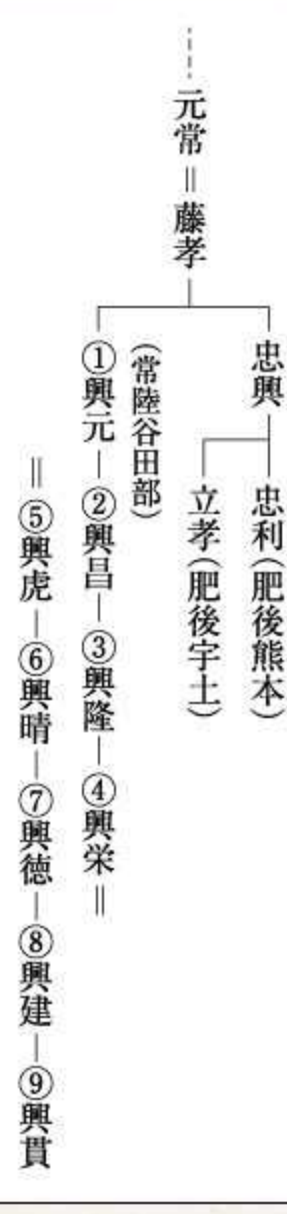 元常＝藤孝
忠興
忠利（肥後熊本）
立孝（肥後宇土）
（常陸谷田部）
①興元―②興昌―③興隆―④興栄＝
＝⑤興虎―⑥興晴―⑦興徳―⑧興建―⑨興貫